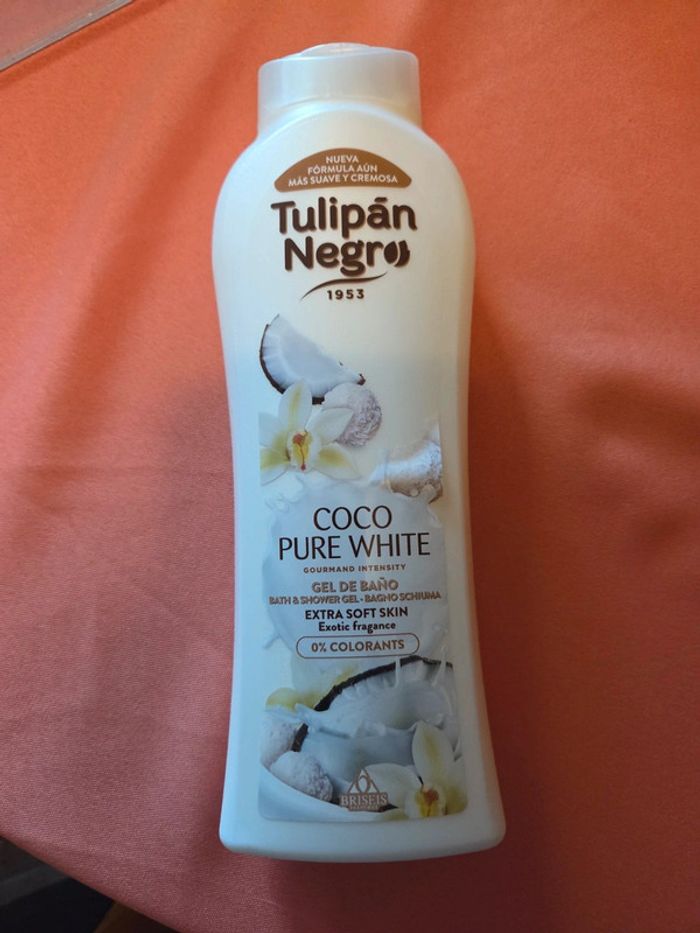 NUEVA
FÓRMULA AÚN
MÁS SUAVE Y CREMOSA
Tulipán
Negro
1953
COCO
PURE WHITE
GOURMAND INTENSITY
GEL DE BAÑO
BATH & SHOWER GEL - BAGNO SCHIUMA
EXTRA SOFT SKIN
Exotic fragance
0% COLORANTS
BRISEIS